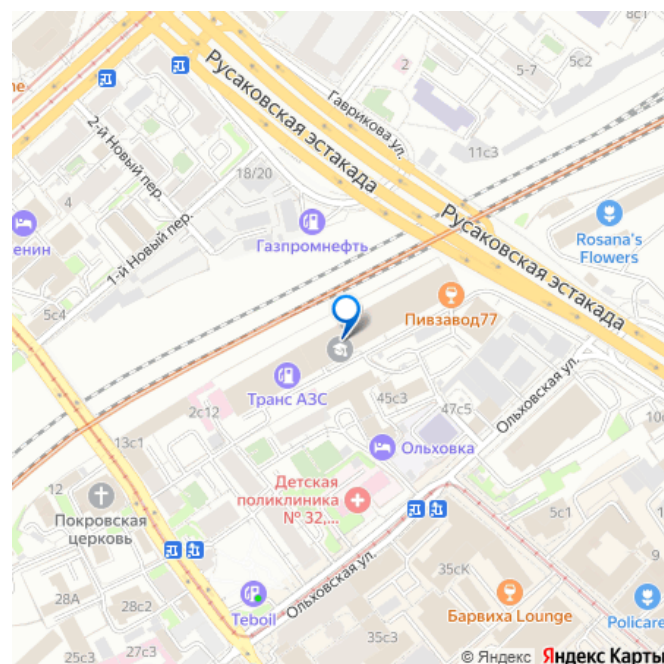 8с1
5с2
5-7
2
Русаковская эстакада
Гаврикова Ул.
11с3
2-й Новый пер.
18/20
4
1-й Новый пер.
енин
Газпромнефть
Русаковская эстакада
Rosana's
Flowers
5с4
Пивзавод77
Транс АЗС
45с3
47с5
2с12
13с1
Ольховская ул.
Ольховка
Детская
поликлиника
№ 32,...
12
Покровская
церковь
5с1
9
28А
28с2
Teboil
Ольховская ул.
35сК
Барвиха Lounge
Policare
27с3
35с3
© Яндекс Яндекс Карты